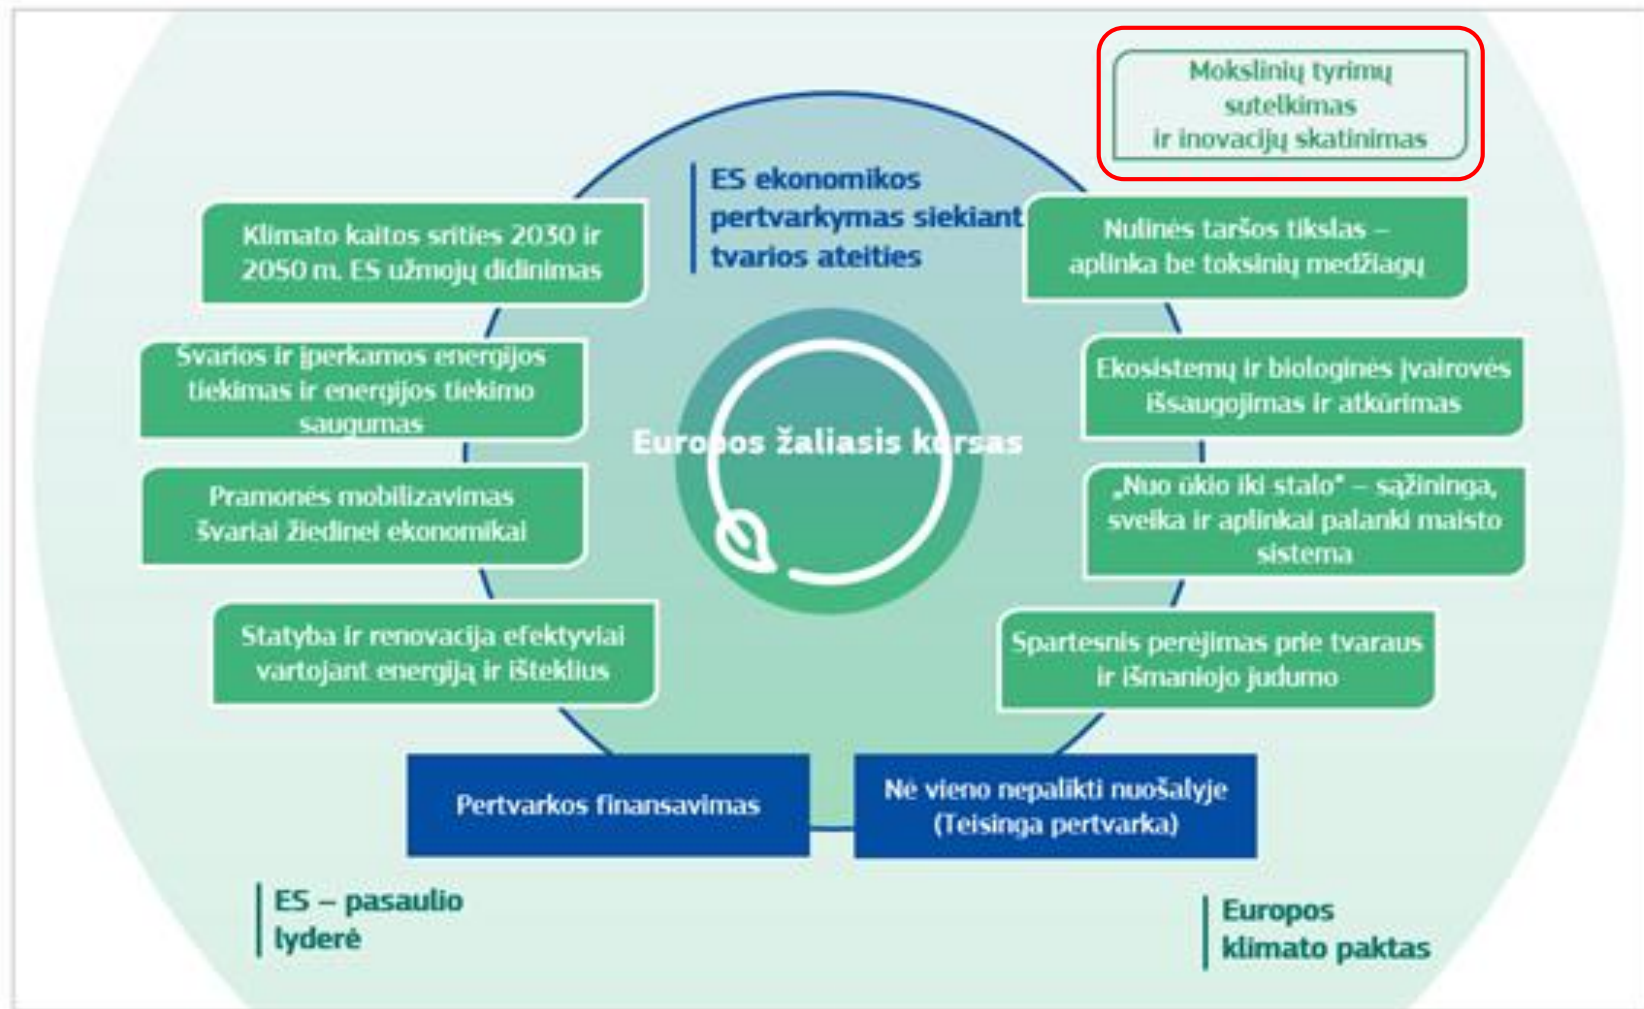 Mokslinių tyrimų
sutelkimas
ir inovacijų skatinimas
ES ekonomikos
pertvarkymas siekiant
tvarios ateities
Klimato kaitos srities 2030 ir
2050 m. ES užmojų didinimas
Nulinės taršos tikslas –
aplinka be toksinių medžiagų
Švarios ir įperkamos energijos
tiekimas ir energijos tiekimo
saugumas
Ekosistemų ir biologinės įvairovės
išsaugojimas ir atkūrimas
Europos žaliasis kursas
Pramonės mobilizavimas
švariai žiedinei ekonomikai
„Nuo ūkio iki stalo“ – sąžininga,
sveika ir aplinkai palanki maisto
sistema
Statyba ir renovacija efektyviai
vartojant energiją ir išteklius
Spartesnis perėjimas prie tvaraus
ir išmaniojo judumo
Pertvarkos finansavimas
Nė vieno nepalikti nuošalyje
(Teisinga pertvarka)
ES – pasaulio
lyderė
Europos
klimato paktas